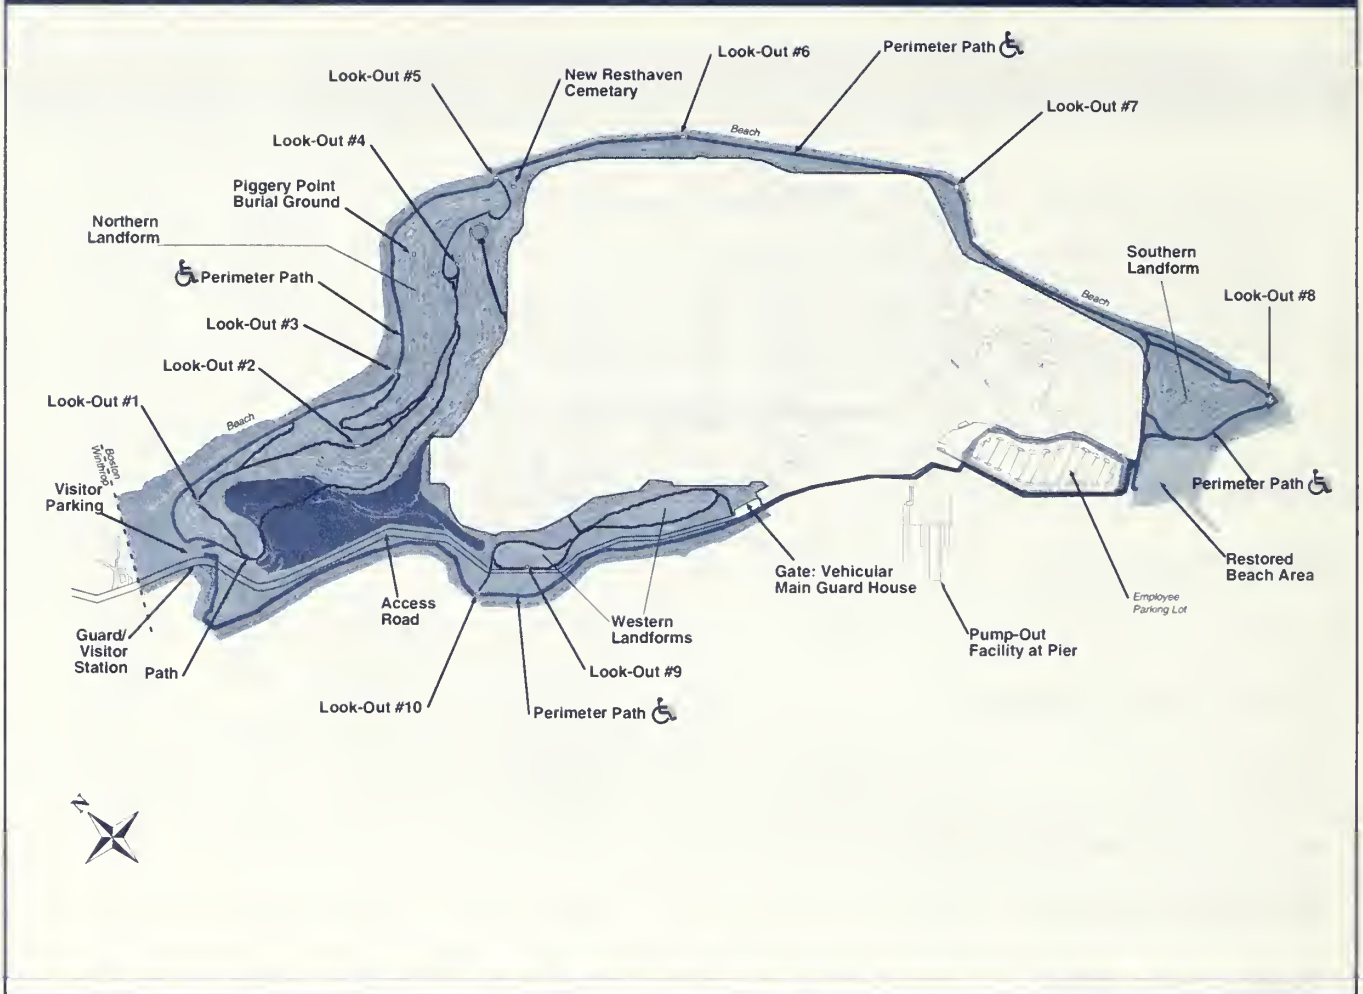 Look-Out #6
Perimeter Path
Look-Out #5
New Resthaven
Cemetary
Look-Out #7
Beach
Look-Out #4
Piggery Point
Burial Ground
Northern
Landform
Perimeter Path
Southern
Landform
Look-Out #8
Beach
Look-Out #3
Look-Out #2
Look-Out #1
Beach
Boston
Winthrop
Visitor
Parking
Perimeter Path
Restored
Beach Area
Gate: Vehicular
Main Guard House
Employee
Parking Lot
Access
Road
Western
Landforms
Guard/
Visitor
Station
Path
Pump-Out
Facility at Pier
Look-Out #9
Look-Out #10
Perimeter Path
N